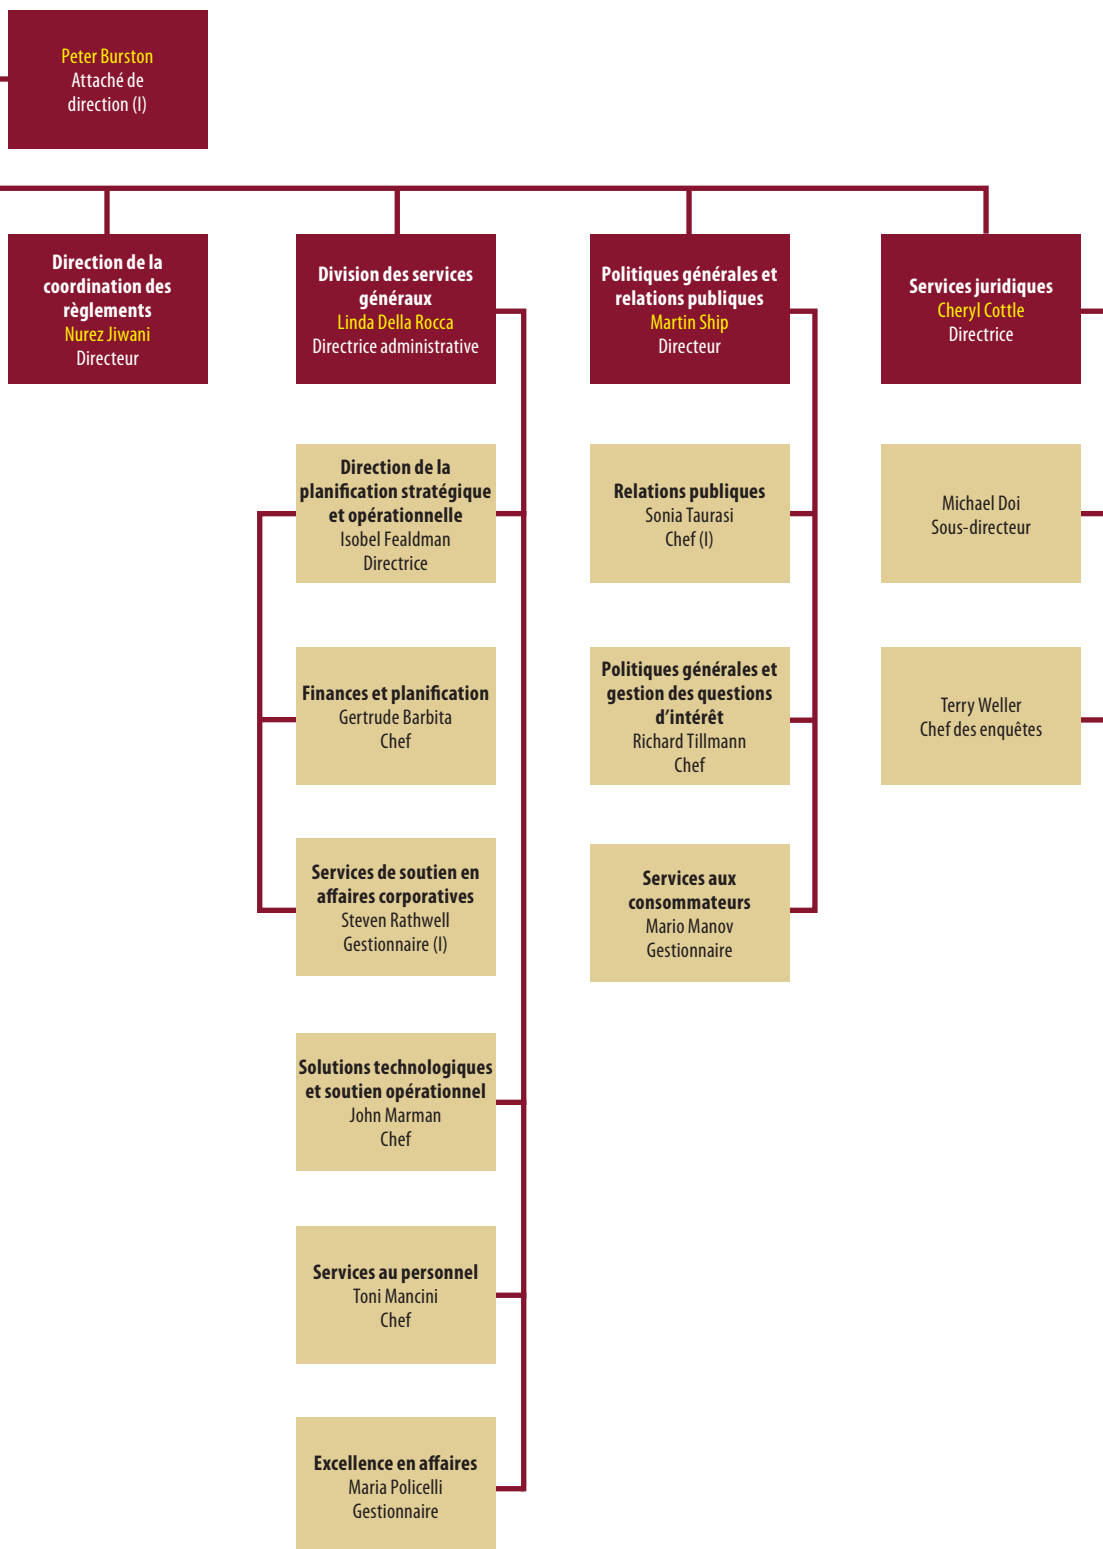 Peter Burston
Attaché de
direction (I)
Direction de la
coordination des
règlements
Nurez Jiwani
Directeur
Division des services
généraux
Linda Della Rocca
Directrice administrative
Politiques générales et
relations publiques
Martin Ship
Directeur
Services juridiques
Cheryl Cottle
Directrice
Direction de la
planification stratégique
et opérationnelle
Isobel Fealdman
Directrice
Relations publiques
Sonia Taurasi
Chef (I)
Michael Doi
Sous-directeur
Finances et planification
Gertrude Barbita
Chef
Politiques générales et
gestion des questions
d’intérêt
Richard Tillmann
Chef
Terry Weller
Chef des enquêtes
Services de soutien en
affaires corporatives
Steven Rathwell
Gestionnaire (I)
Services aux
consommateurs
Mario Manov
Gestionnaire
Solutions technologiques
et soutien opérationnel
John Marman
Chef
Services au personnel
Toni Mancini
Chef
Excellence en affaires
Maria Policelli
Gestionnaire